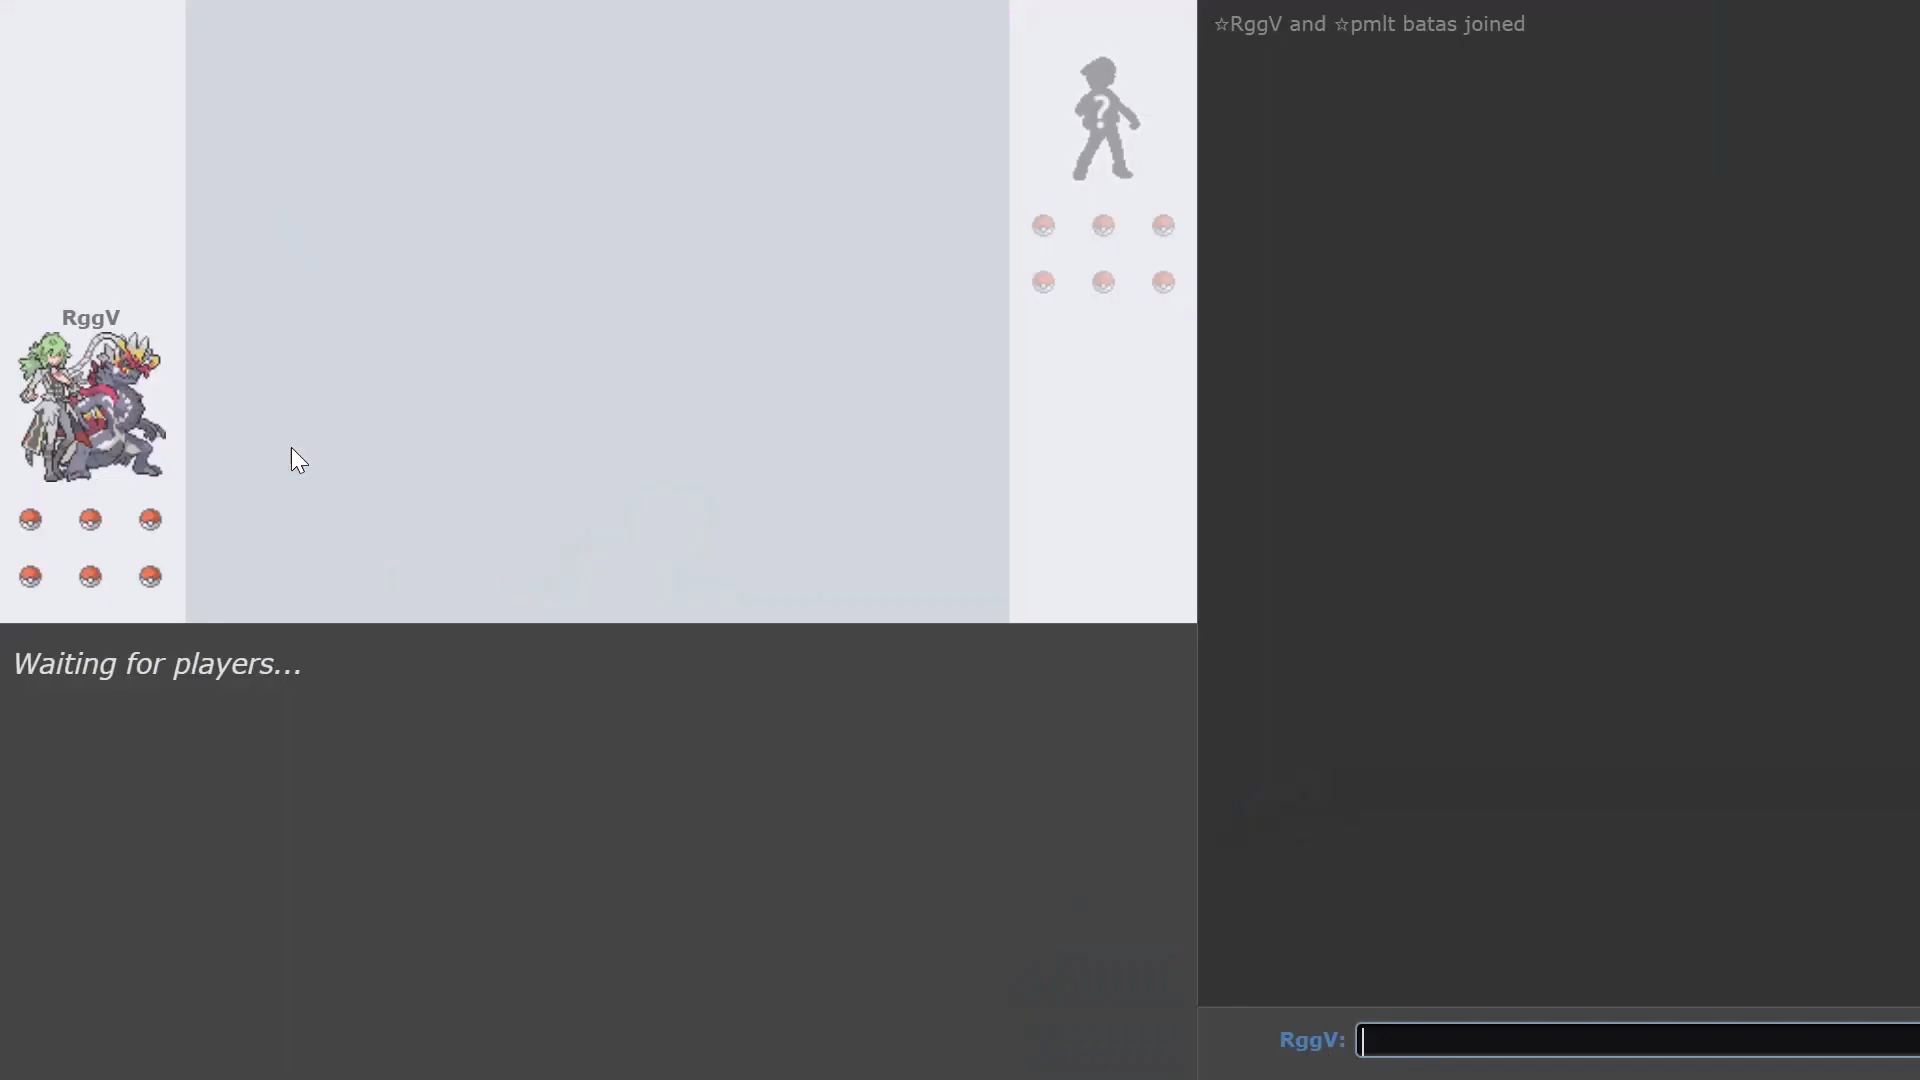 ☆RggV and ☆pmlt batas joined
?
RggV
Waiting for players...
RggV: